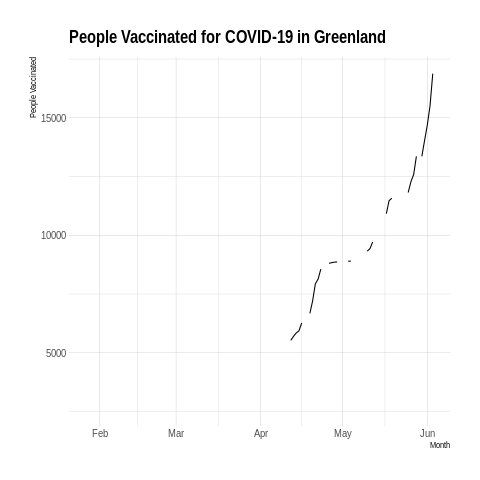 People Vaccinated for COVID-19 in Greenland
People Vaccinated
15000
10000
5000
Feb Mar Apr May Jun
Month